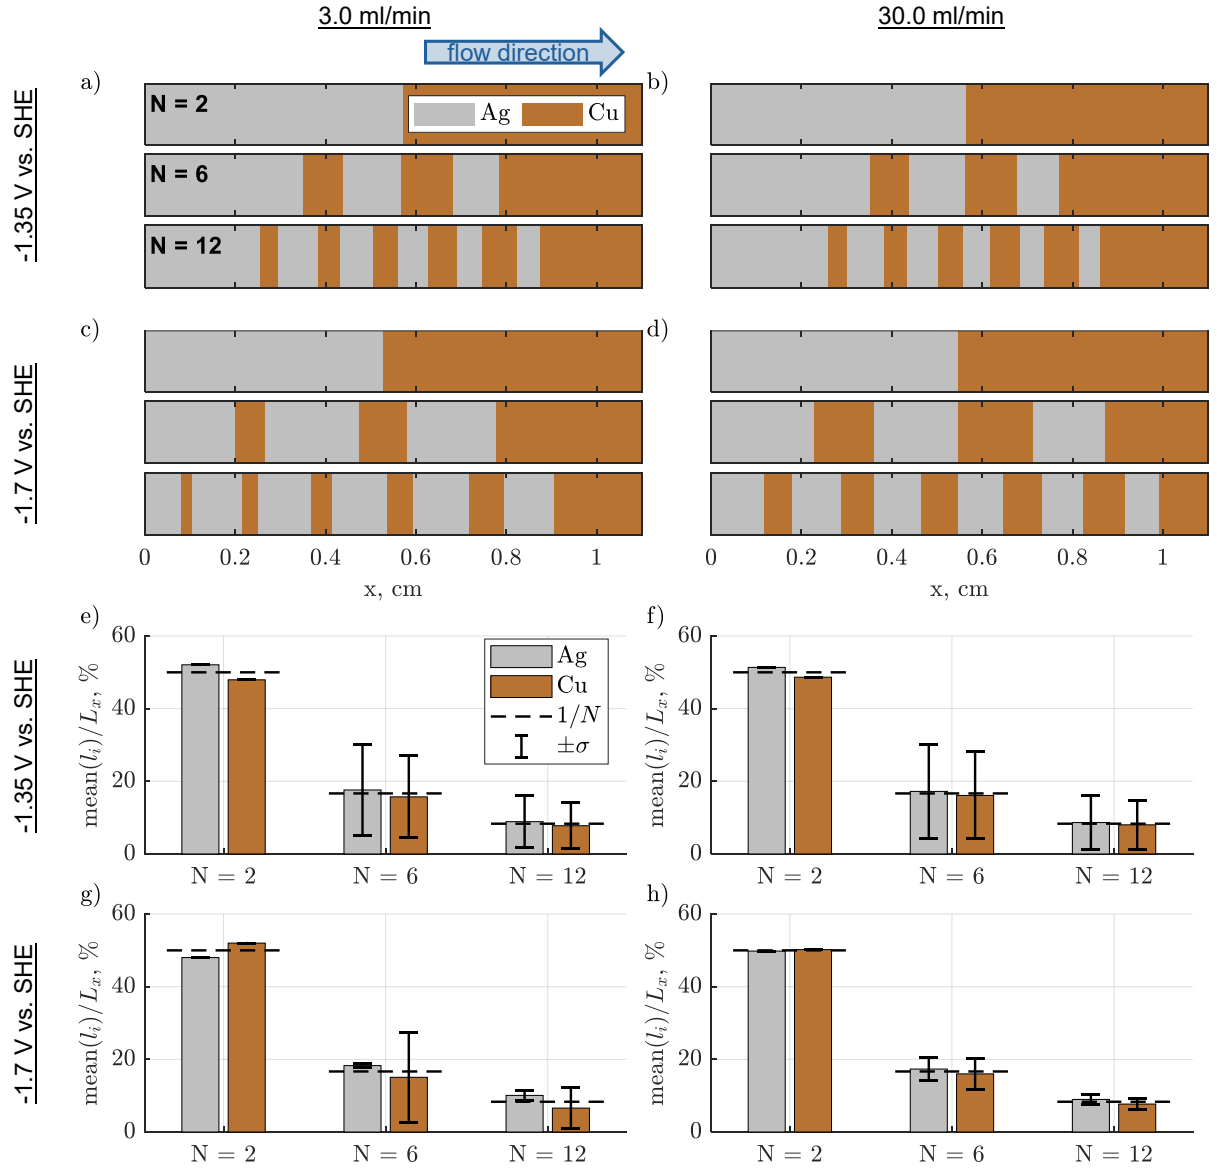 3.0 ml/min
30.0 ml/min
flow direction
-1.35 V vs. SHE
a)
N = 2
Ag
Cu
N = 6
N = 12
b)
-1.7 V vs. SHE
c)
d)
0
0.2
0.4
0.6
0.8
1
x, cm
0
0.2
0.4
0.6
0.8
1
x, cm
-1.35 V vs. SHE
e)
mean(l_i)/L_x, %
60
40
20
0
Ag
Cu
1/N
±σ
N = 2
N = 6
N = 12
f)
mean(l_i)/L_x, %
60
40
20
0
N = 2
N = 6
N = 12
-1.7 V vs. SHE
g)
mean(l_i)/L_x, %
60
40
20
0
N = 2
N = 6
N = 12
h)
mean(l_i)/L_x, %
60
40
20
0
N = 2
N = 6
N = 12